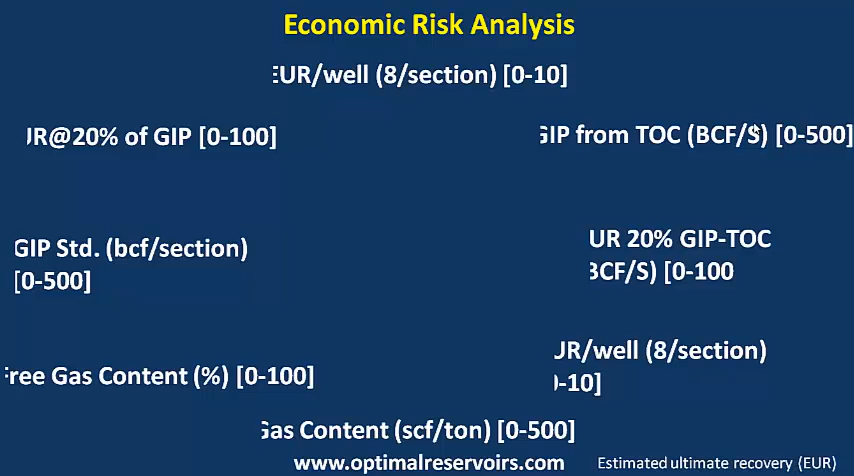 Economic Risk Analysis
EUR/well (8/section) [0-10]
UR@20% of GIP [0-100]
GIP from TOC (BCF/$) [0-500]
GIP Std. (bcf/section)
[0-500]
UR 20% GIP-TOC
BCF/S) [0-100
UR/well (8/section)
0-10]
Free Gas Content (%) [0-100]
Gas Content (scf/ton) [0-500]
www.optimalreservoirs.com
Estimated ultimate recovery (EUR)